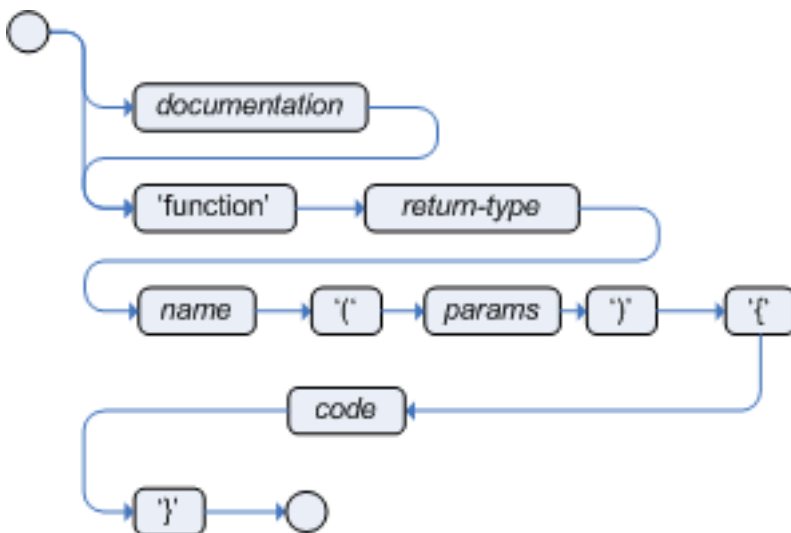 documentation
'function' return-type
name '(' params ')' '{'
code
'}'